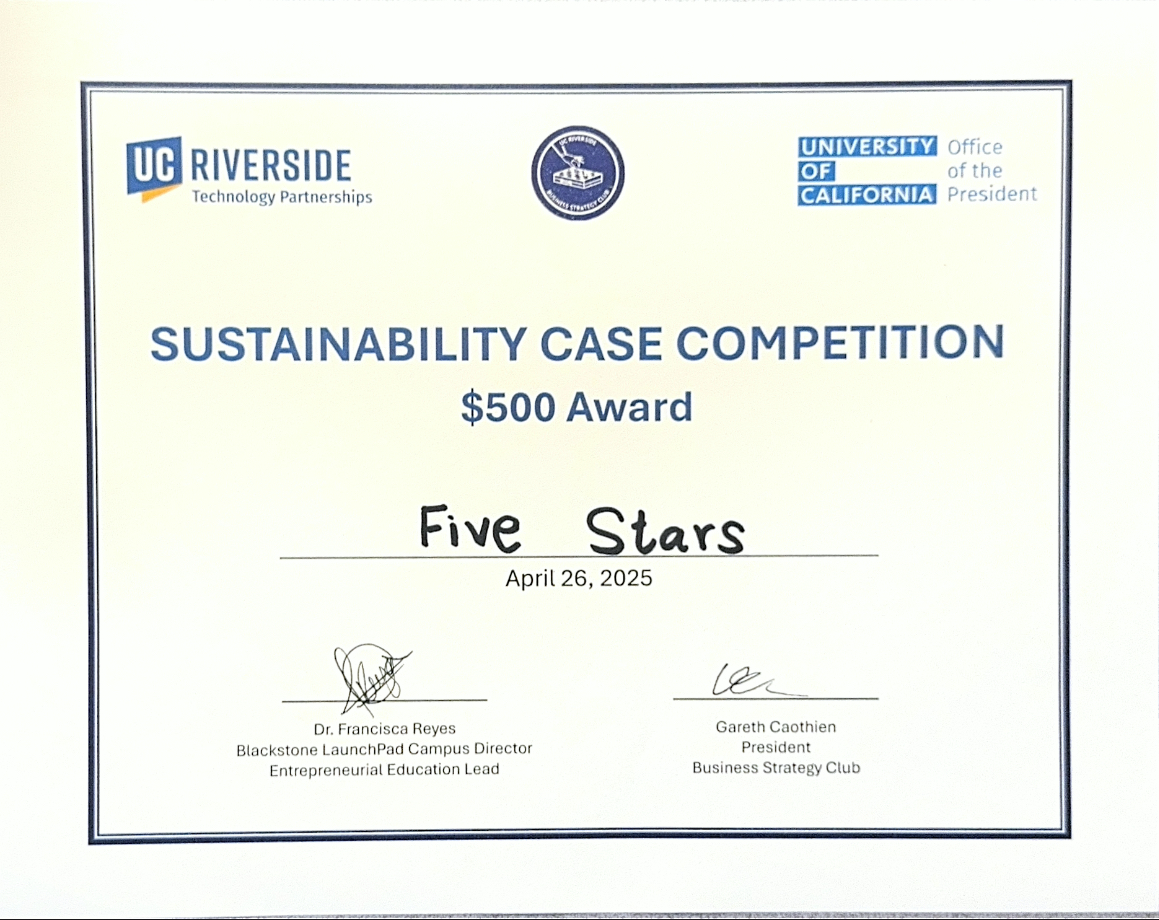 UC RIVERSIDE
Technology Partnerships
UC RIVERSIDE
BUSINESS STRATEGY CLUB
UNIVERSITY
OF
CALIFORNIA
Office
of the
President
SUSTAINABILITY CASE COMPETITION
$500 Award
Five Stars
April 26, 2025
Dr. Francisca Reyes
Blackstone LaunchPad Campus Director
Entrepreneurial Education Lead
Gareth Caothien
President
Business Strategy Club